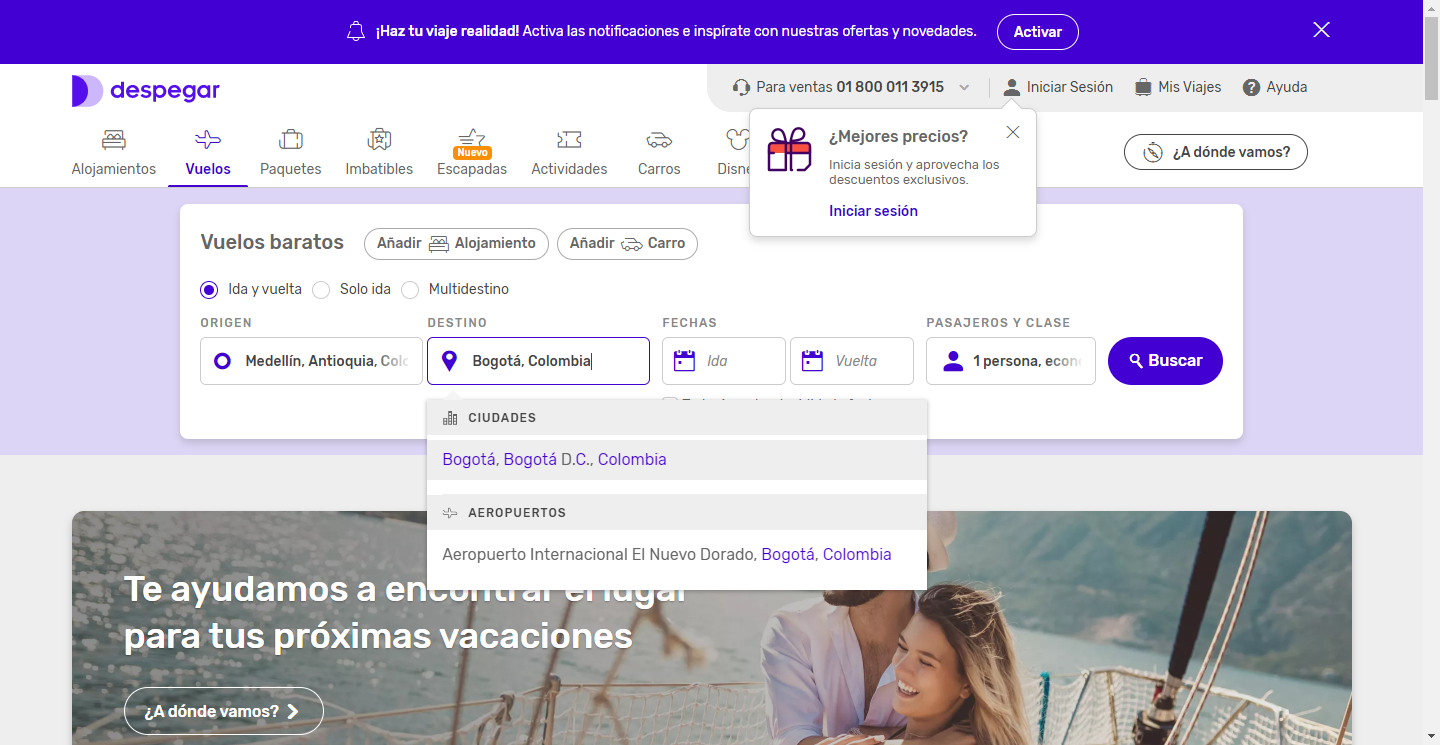 ¡Haz tu viaje realidad! Activa las notificaciones e inspírate con nuestras ofertas y novedades.
Activar
despegar
Para ventas 01 800 011 3915
Iniciar Sesión
Mis Viajes
Ayuda
Alojamientos
Vuelos
Paquetes
Imbatibles
Nuevo
Escapadas
Actividades
Carros
¿A dónde vamos?
¿Mejores precios?
Inicia sesión y aprovecha los
descuentos exclusivos.
Iniciar sesión
Vuelos baratos
Añadir Alojamiento
Añadir Carro
Ida y vuelta
Solo ida
Multidestino
ORIGEN
DESTINO
FECHAS
PASAJEROS Y CLASE
Medellín, Antioquia, Colo
Bogotá, Colombia
Ida
Vuelta
1 persona, econ
Buscar
CIUDADES
Bogotá, Bogotá D.C., Colombia
AEROPUERTOS
Aeropuerto Internacional El Nuevo Dorado, Bogotá, Colombia
Te ayudamos a encontrar el lugar
para tus próximas vacaciones
¿A dónde vamos?